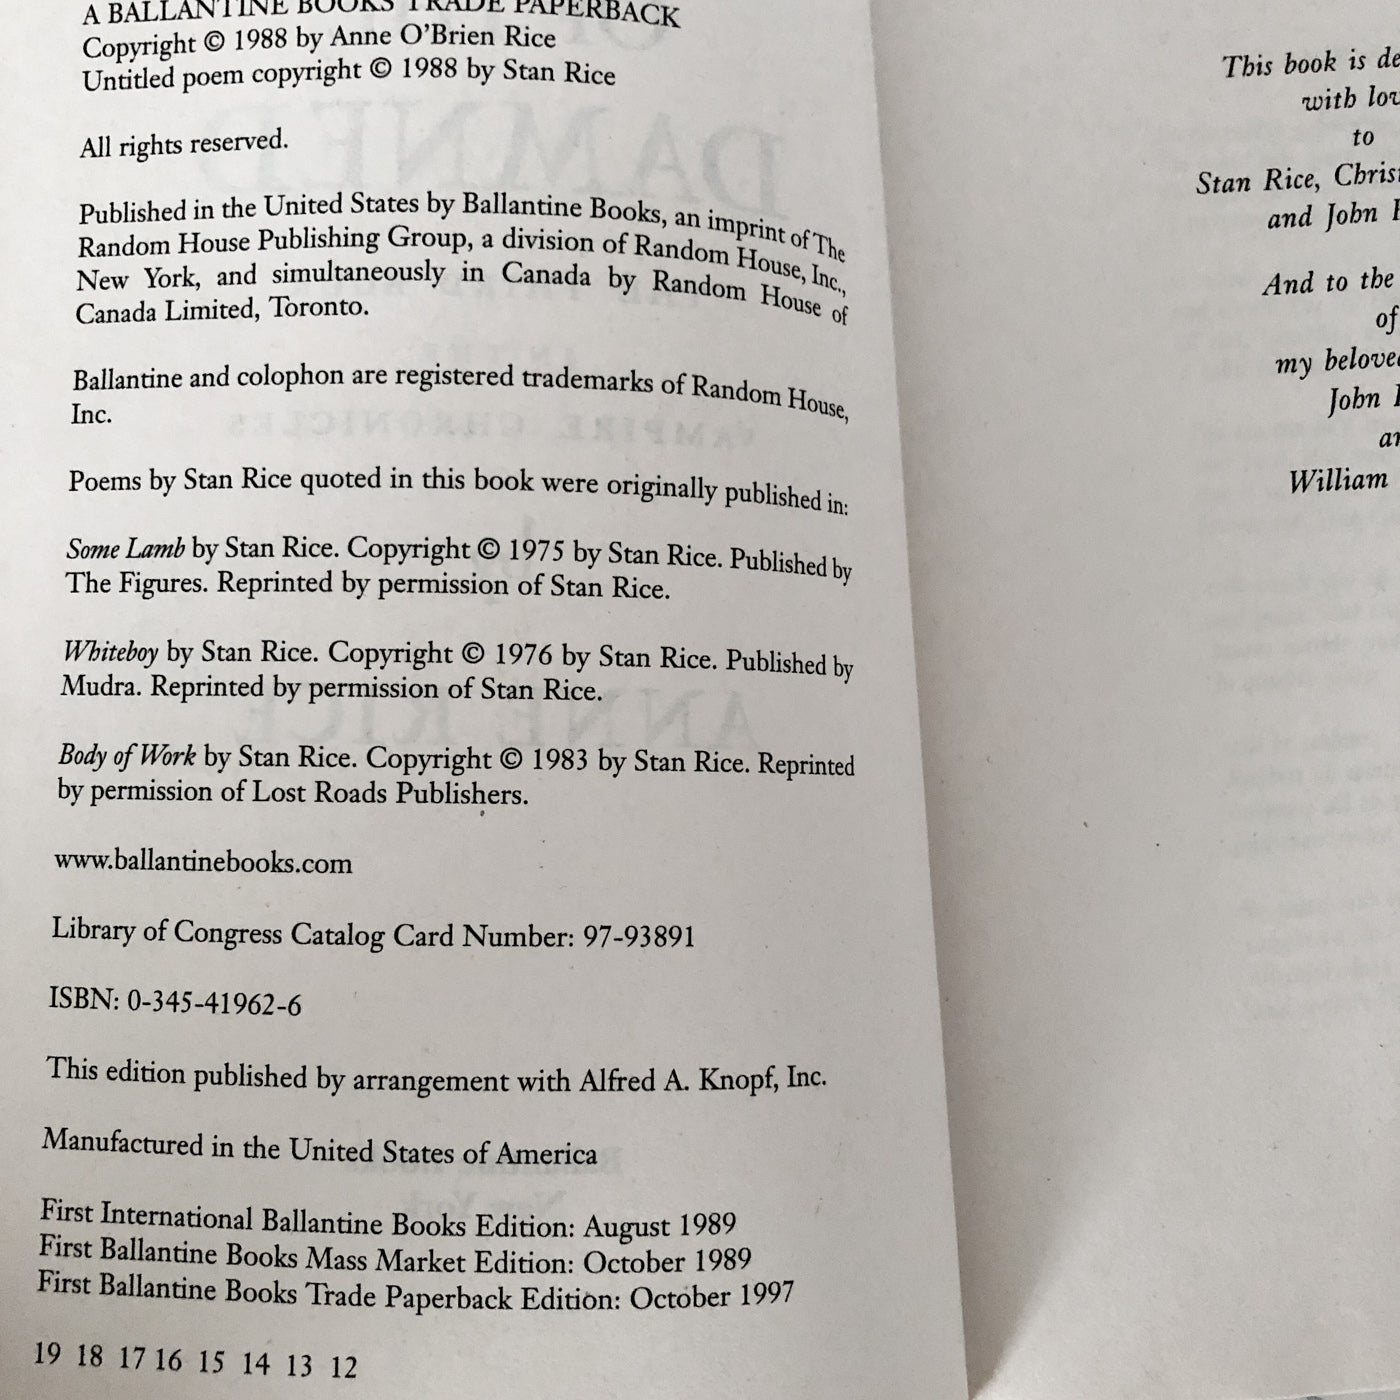 A BALLANTINE BOOKS TRADE PAPERBACK
Copyright © 1988 by Anne O'Brien Rice
Untitled poem copyright © 1988 by Stan Rice
All rights reserved.
Published in the United States by Ballantine Books, an imprint of The
Random House Publishing Group, a division of Random House, Inc.,
New York, and simultaneously in Canada by Random House of
Canada Limited, Toronto.
Ballantine and colophon are registered trademarks of Random House,
Inc.
Poems by Stan Rice quoted in this book were originally published in:
Some Lamb by Stan Rice. Copyright © 1975 by Stan Rice. Published by
The Figures. Reprinted by permission of Stan Rice.
Whiteboy by Stan Rice. Copyright © 1976 by Stan Rice. Published by
Mudra. Reprinted by permission of Stan Rice.
Body of Work by Stan Rice. Copyright © 1983 by Stan Rice. Reprinted
by permission of Lost Roads Publishers.
www.ballantinebooks.com
Library of Congress Catalog Card Number: 97-93891
ISBN: 0-345-41962-6
This edition published by arrangement with Alfred A. Knopf, Inc.
Manufactured in the United States of America
First International Ballantine Books Edition: August 1989
First Ballantine Books Mass Market Edition: October 1989
First Ballantine Books Trade Paperback Edition: October 1997
19 18 17 16 15 14 13 12
This book is
with
to
Stan Rice,
and John
And to the
of
my
John
William